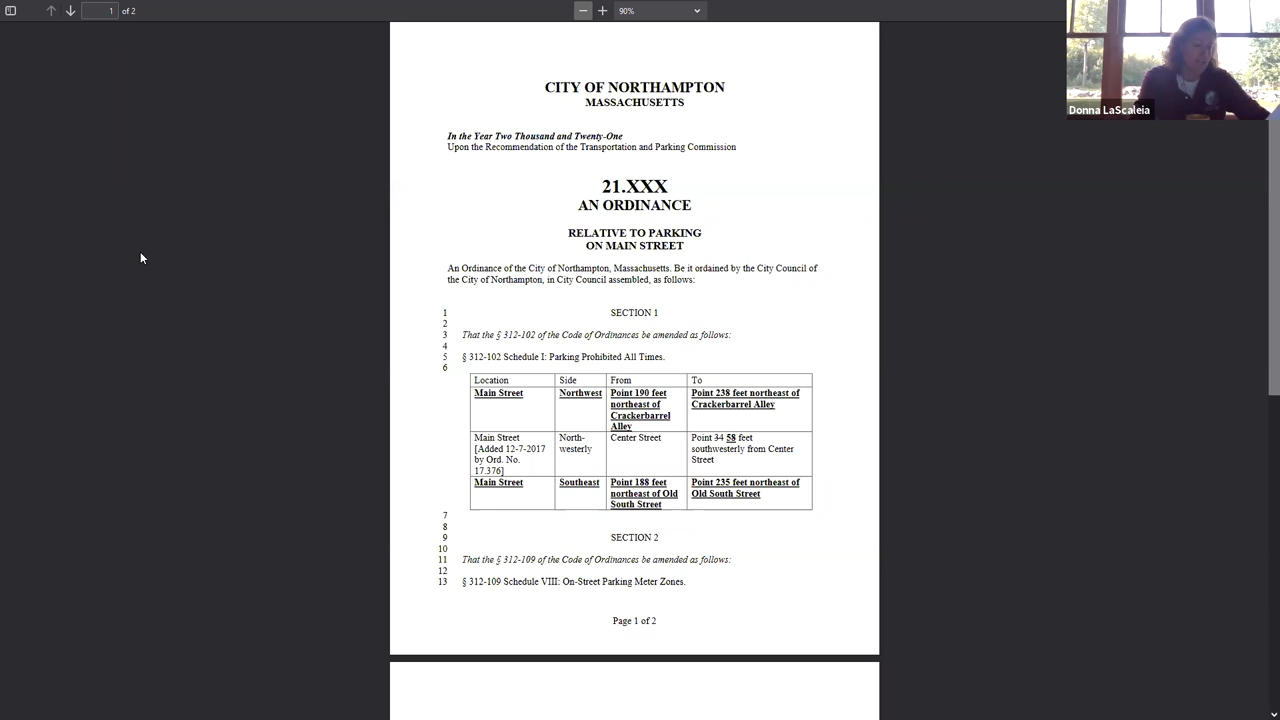 1 of 2
90%
Donna LaScaleia
CITY OF NORTHAMPTON
MASSACHUSETTS
In the Year Two Thousand and Twenty-One
Upon the Recommendation of the Transportation and Parking Commission
21.XXX
AN ORDINANCE
RELATIVE TO PARKING
ON MAIN STREET
An Ordinance of the City of Northampton, Massachusetts. Be it ordained by the City Council of
the City of Northampton, in City Council assembled, as follows:
1 SECTION 1
2
3 That the § 312-102 of the Code of Ordinances be amended as follows:
4
5 § 312-102 Schedule I: Parking Prohibited All Times.
6
Location Side From To
Main Street Northwest Point 190 feet Point 238 feet northeast of
northeast of Crackerbarrel Alley
Crackerbarrel
Alley
Main Street North- Center Street Point 34 58 feet
[Added 12-7-2017 westerly southwesterly from Center
by Ord. No. Street
17.376]
Main Street Southeast Point 188 feet Point 235 feet northeast of
northeast of Old Old South Street
South Street
7
8
9 SECTION 2
10
11 That the § 312-109 of the Code of Ordinances be amended as follows:
12
13 § 312-109 Schedule VIII: On-Street Parking Meter Zones.
Page 1 of 2